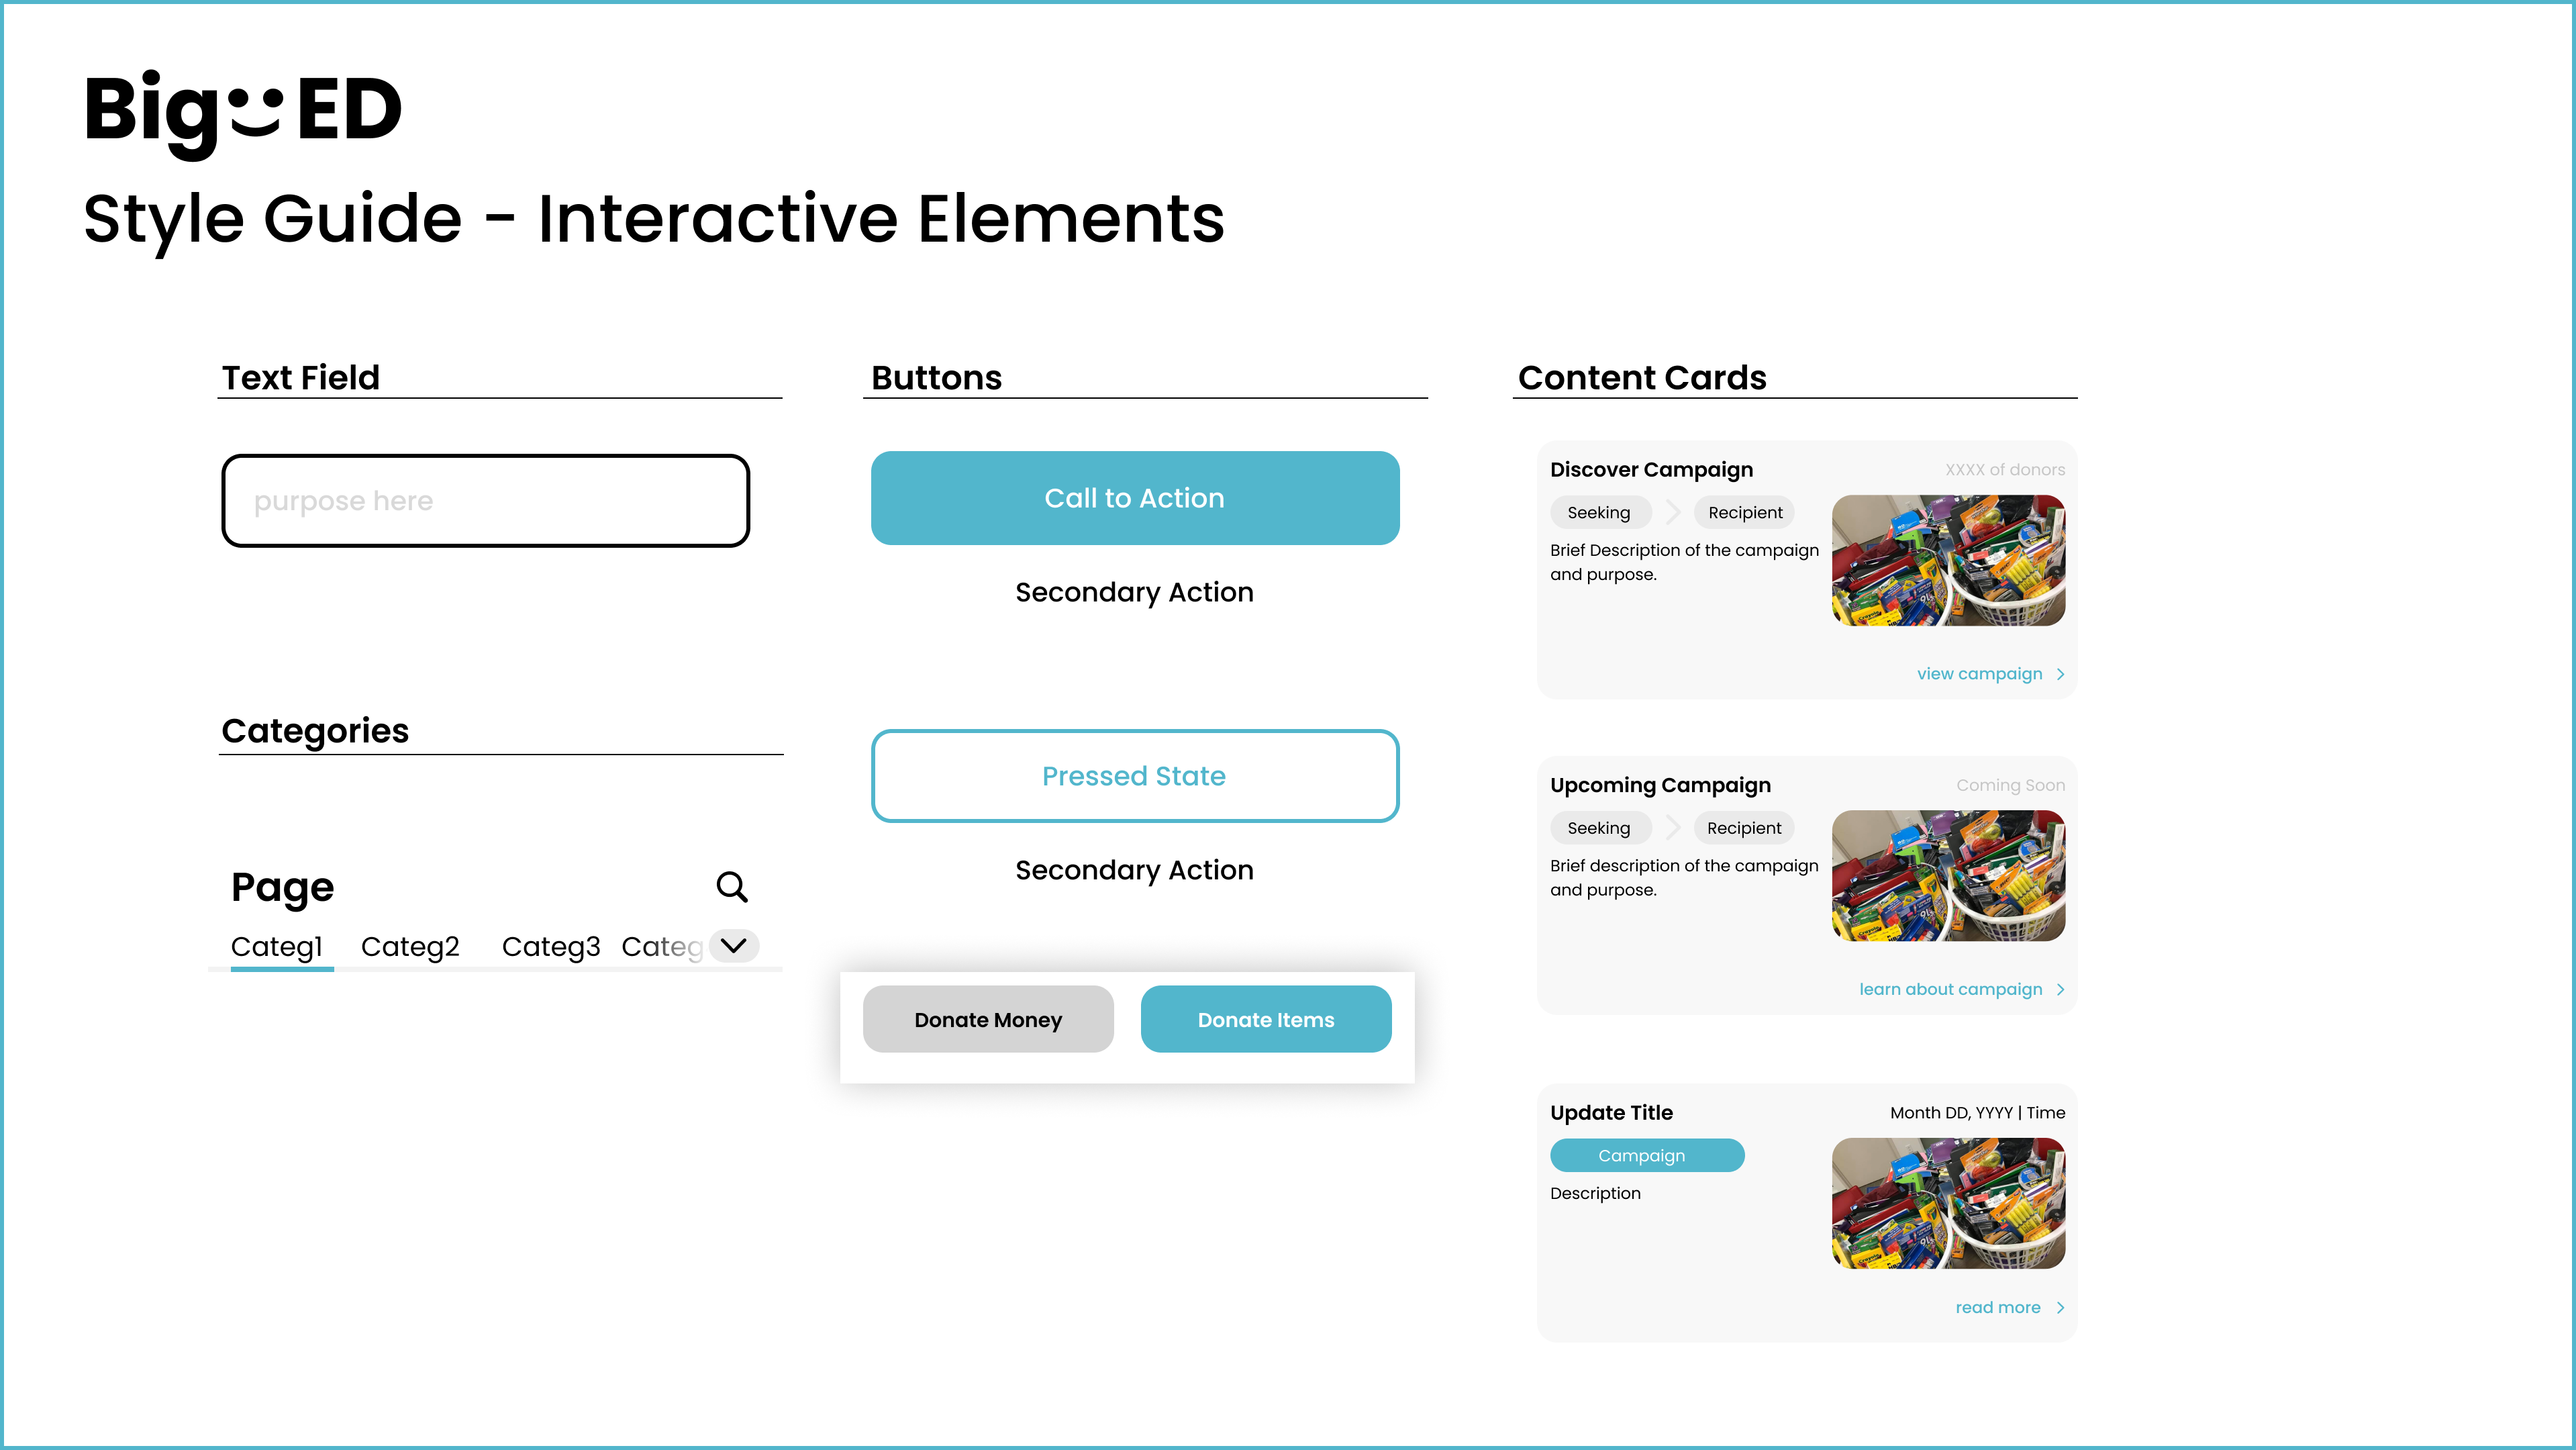 Big ED
Style Guide - Interactive Elements
Text Field
purpose here
Categories
Page
Categ1 Categ2 Categ3 Categ
Buttons
Call to Action
Secondary Action
Pressed State
Secondary Action
Donate Money Donate Items
Content Cards
Discover Campaign XXXX of donors
Seeking Recipient
Brief Description of the campaign
and purpose.
view campaign
Upcoming Campaign Coming Soon
Seeking Recipient
Brief description of the campaign
and purpose.
learn about campaign
Update Title Month DD, YYYY | Time
Campaign
Description
read more